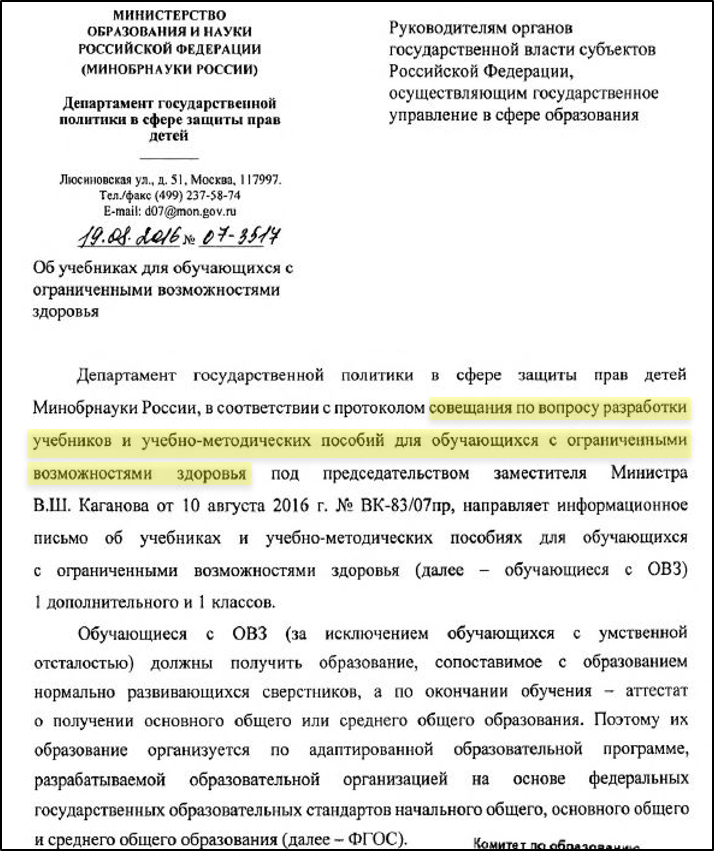 МИНИСТЕРСТВО
ОБРАЗОВАНИЯ И НАУКИ
РОССИЙСКОЙ ФЕДЕРАЦИИ
(МИНОБРНАУКИ РОССИИ)
Департамент государственной
политики в сфере защиты прав
детей
Люсиновская ул., д. 51, Москва, 117997.
Тел./факс (499) 237-58-74
E-mail: d07@mon.gov.ru
19.08.2016 № 07-3517
Об учебниках для обучающихся с
ограниченными возможностями
здоровья
Руководителям органов
государственной власти субъектов
Российской Федерации,
осуществляющим государственное
управление в сфере образования
Департамент государственной политики в сфере защиты прав детей
Минобрнауки России, в соответствии с протоколом совещания по вопросу разработки
учебников и учебно-методических пособий для обучающихся с ограниченными
возможностями здоровья под председательством заместителя Министра
В.Ш. Каганова от 10 августа 2016 г. № ВК-83/07пр, направляет информационное
письмо об учебниках и учебно-методических пособиях для обучающихся
с ограниченными возможностями здоровья (далее – обучающиеся с ОВЗ)
1 дополнительного и 1 классов.
Обучающиеся с ОВЗ (за исключением обучающихся с умственной
отсталостью) должны получить образование, сопоставимое с образованием
нормально развивающихся сверстников, а по окончании обучения – аттестат
о получении основного общего или среднего общего образования. Поэтому их
образование организуется по адаптированной образовательной программе,
разрабатываемой образовательной организацией на основе федеральных
государственных образовательных стандартов начального общего, основного общего
и среднего общего образования (далее – ФГОС).
Комитет по образованию